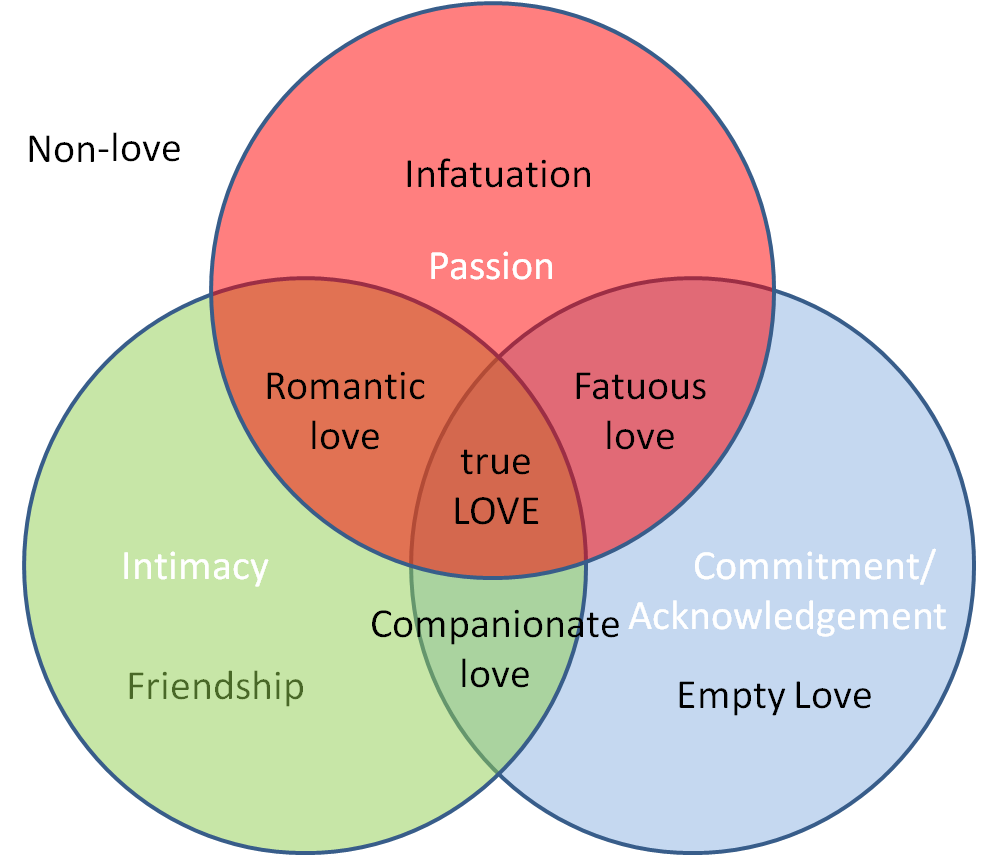 Non-love
Infatuation
Passion
Romantic
love
Fatuous
love
true
LOVE
Intimacy
Commitment/
Acknowledgement
Companionate
love
Friendship
Empty Love